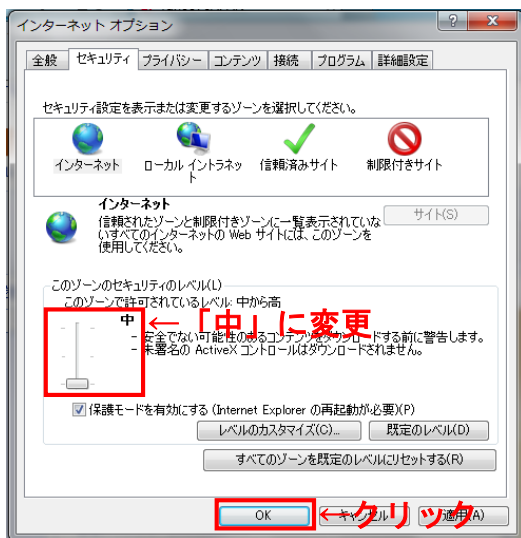 インターネット オプション
全般 セキュリティ プライバシー コンテンツ 接続 プログラム 詳細設定
セキュリティ設定を表示または変更するゾーンを選択してください。
インターネット ローカル イントラネット 信頼済みサイト 制限付きサイト
インターネット
サイト(S)
信頼されたゾーンと制限付きゾーンに一覧表示されていな
いすべてのインターネットの Web サイトには、このゾーンを
使用してください。
このゾーンのセキュリティのレベル(L)
このゾーンで許可されているレベル: 中から高
中
←「中」に変更
- 安全でない可能性のあるコンテンツをダウンロードする前に警告します。
- 未署名の ActiveX コントロールはダウンロードされません。
保護モードを有効にする (Internet Explorer の再起動が必要)(P)
レベルのカスタマイズ(C)... 既定のレベル(D)
すべてのゾーンを既定のレベルにリセットする(R)
OK キャンセル 適用(A)
←クリック